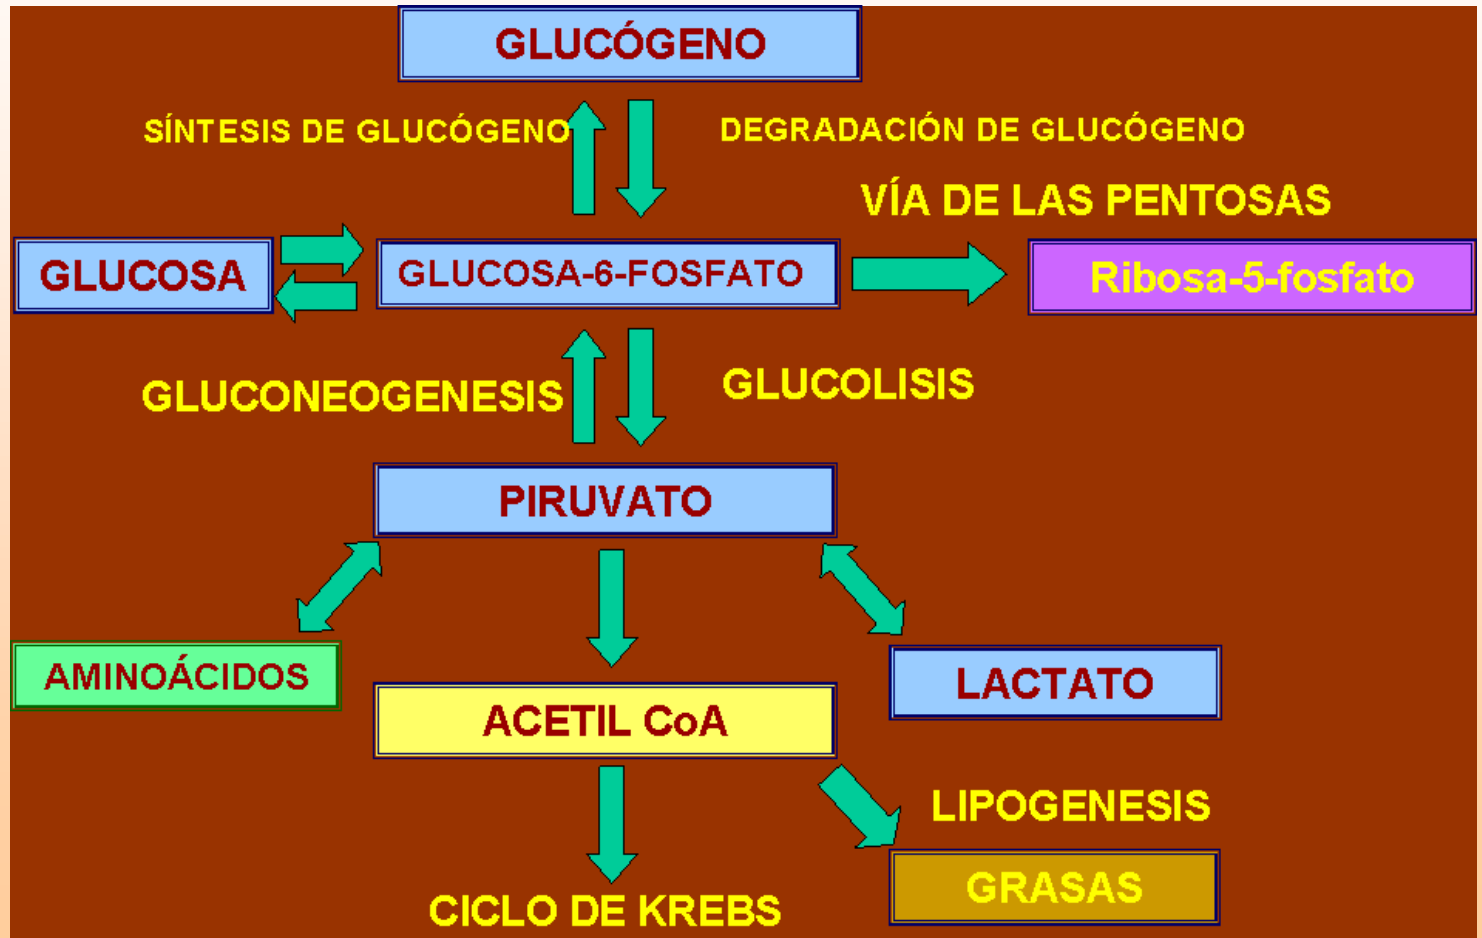 GLUCÓGENO
SÍNTESIS DE GLUCÓGENO
DEGRADACIÓN DE GLUCÓGENO
VÍA DE LAS PENTOSAS
GLUCOSA
GLUCOSA-6-FOSFATO
Ribosa-5-fosfato
GLUCONEOGENESIS
GLUCOLISIS
PIRUVATO
AMINOÁCIDOS
LACTATO
ACETIL CoA
LIPOGENESIS
GRASAS
CICLO DE KREBS